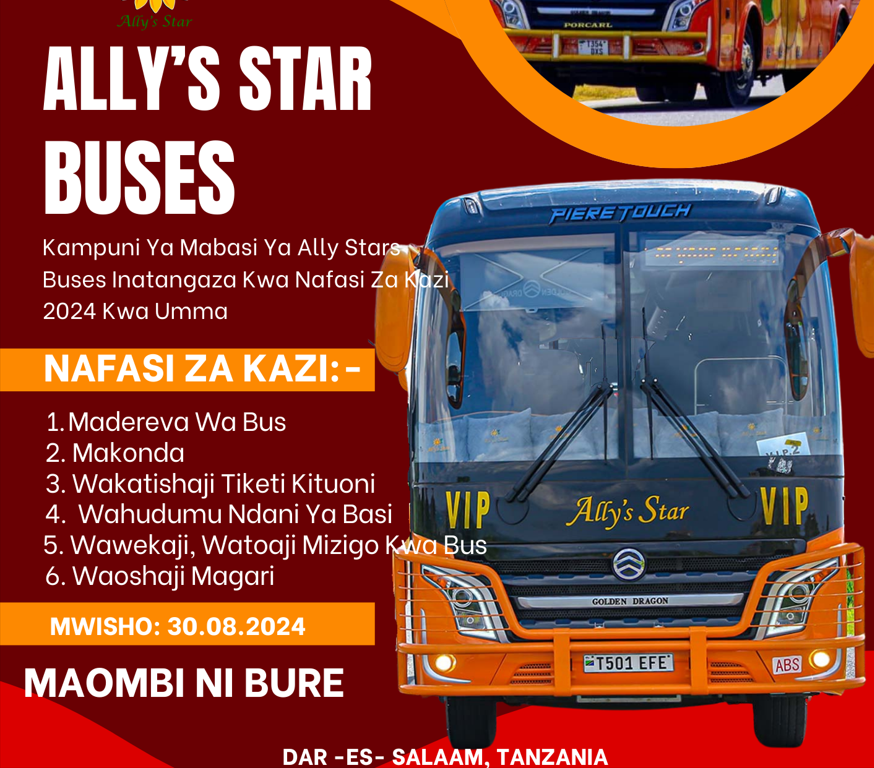 Ally's Star
PORCARL
T354
DXS
ALLY'S STAR
BUSES
Kampuni Ya Mabasi Ya Ally Stars
Buses Inatangaza Kwa Nafasi Za Kazi
2024 Kwa Umma
NAFASI ZA KAZI:-
1. Madereva Wa Bus
2. Makonda
3. Wakatishaji Tiketi Kituoni
4. Wahudumu Ndani Ya Basi
5. Wawekaji, Watoaji Mizigo Kwa Bus
6. Waoshaji Magari
MWISHO: 30.08.2024
MAOMBI NI BURE
PIERETOUCH
V.I.P 2
VIP
Ally's Star
VIP
GOLDEN DRAGON
T501 EFE
ABS
DAR -ES- SALAAM, TANZANIA